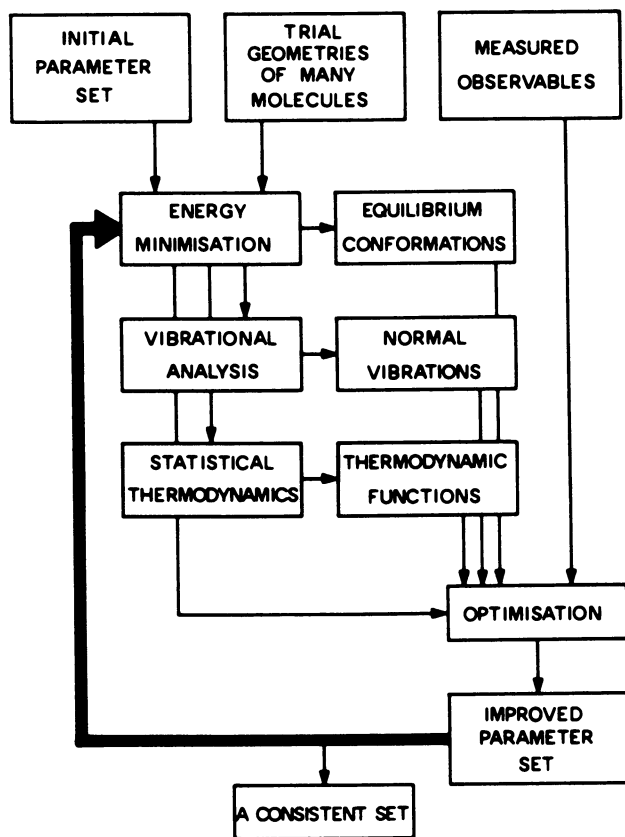 INITIAL
PARAMETER
SET
TRIAL
GEOMETRIES
OF MANY
MOLECULES
MEASURED
OBSERVABLES
ENERGY
MINIMISATION
EQUILIBRIUM
CONFORMATIONS
VIBRATIONAL
ANALYSIS
NORMAL
VIBRATIONS
STATISTICAL
THERMODYNAMICS
THERMODYNAMIC
FUNCTIONS
OPTIMISATION
IMPROVED
PARAMETER
SET
A CONSISTENT SET